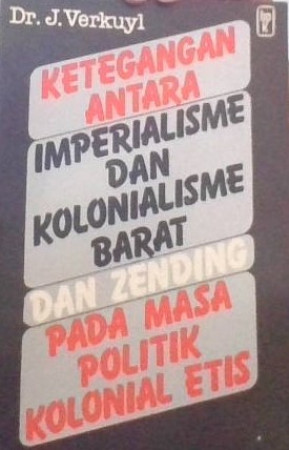 Dr. J. Verkuyl
KETEGANGAN
ANTARA
IMPERIALISME
DAN
KOLONIALISME
BARAT
DAN ZENDING
PADA MASA
POLITIK
KOLONIAL ETIS